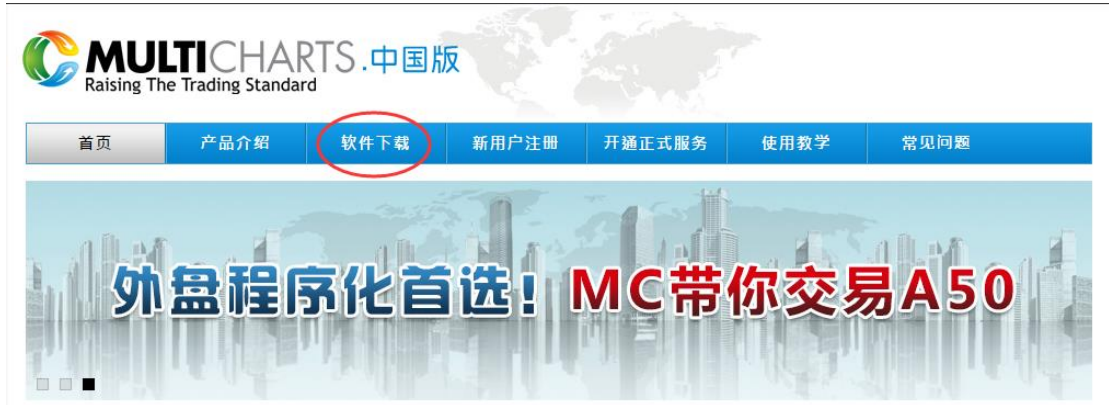 MULTICHARTS.中国版
Raising The Trading Standard
首页 产品介绍 软件下载 新用户注册 开通正式服务 使用教学 常见问题
外盘程序化首选！ MC带你交易A50